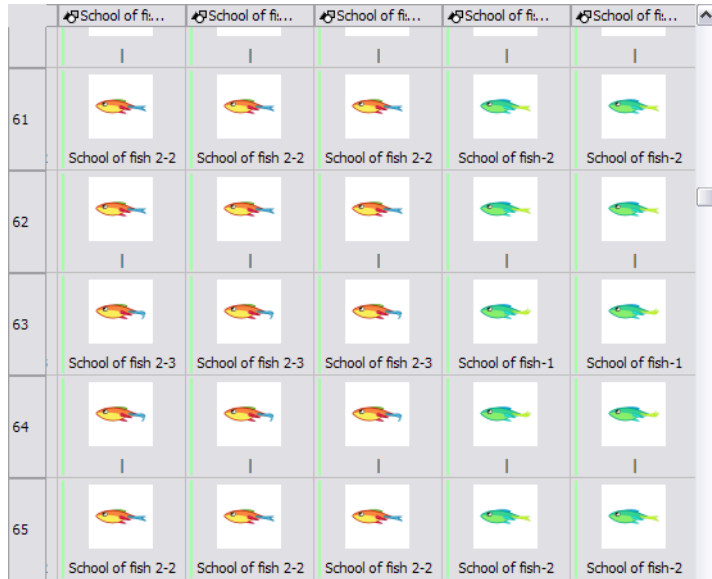 School of fi:... School of fi:... School of fi:... School of fi:... School of fi:...
61
School of fish 2-2 School of fish 2-2 School of fish 2-2 School of fish-2 School of fish-2
62
63
School of fish 2-3 School of fish 2-3 School of fish 2-3 School of fish-1 School of fish-1
64
65
School of fish 2-2 School of fish 2-2 School of fish 2-2 School of fish-2 School of fish-2